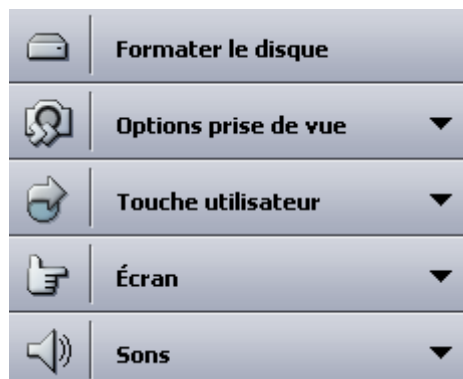 Formater le disque
Options prise de vue
Touche utilisateur
Écran
Sons